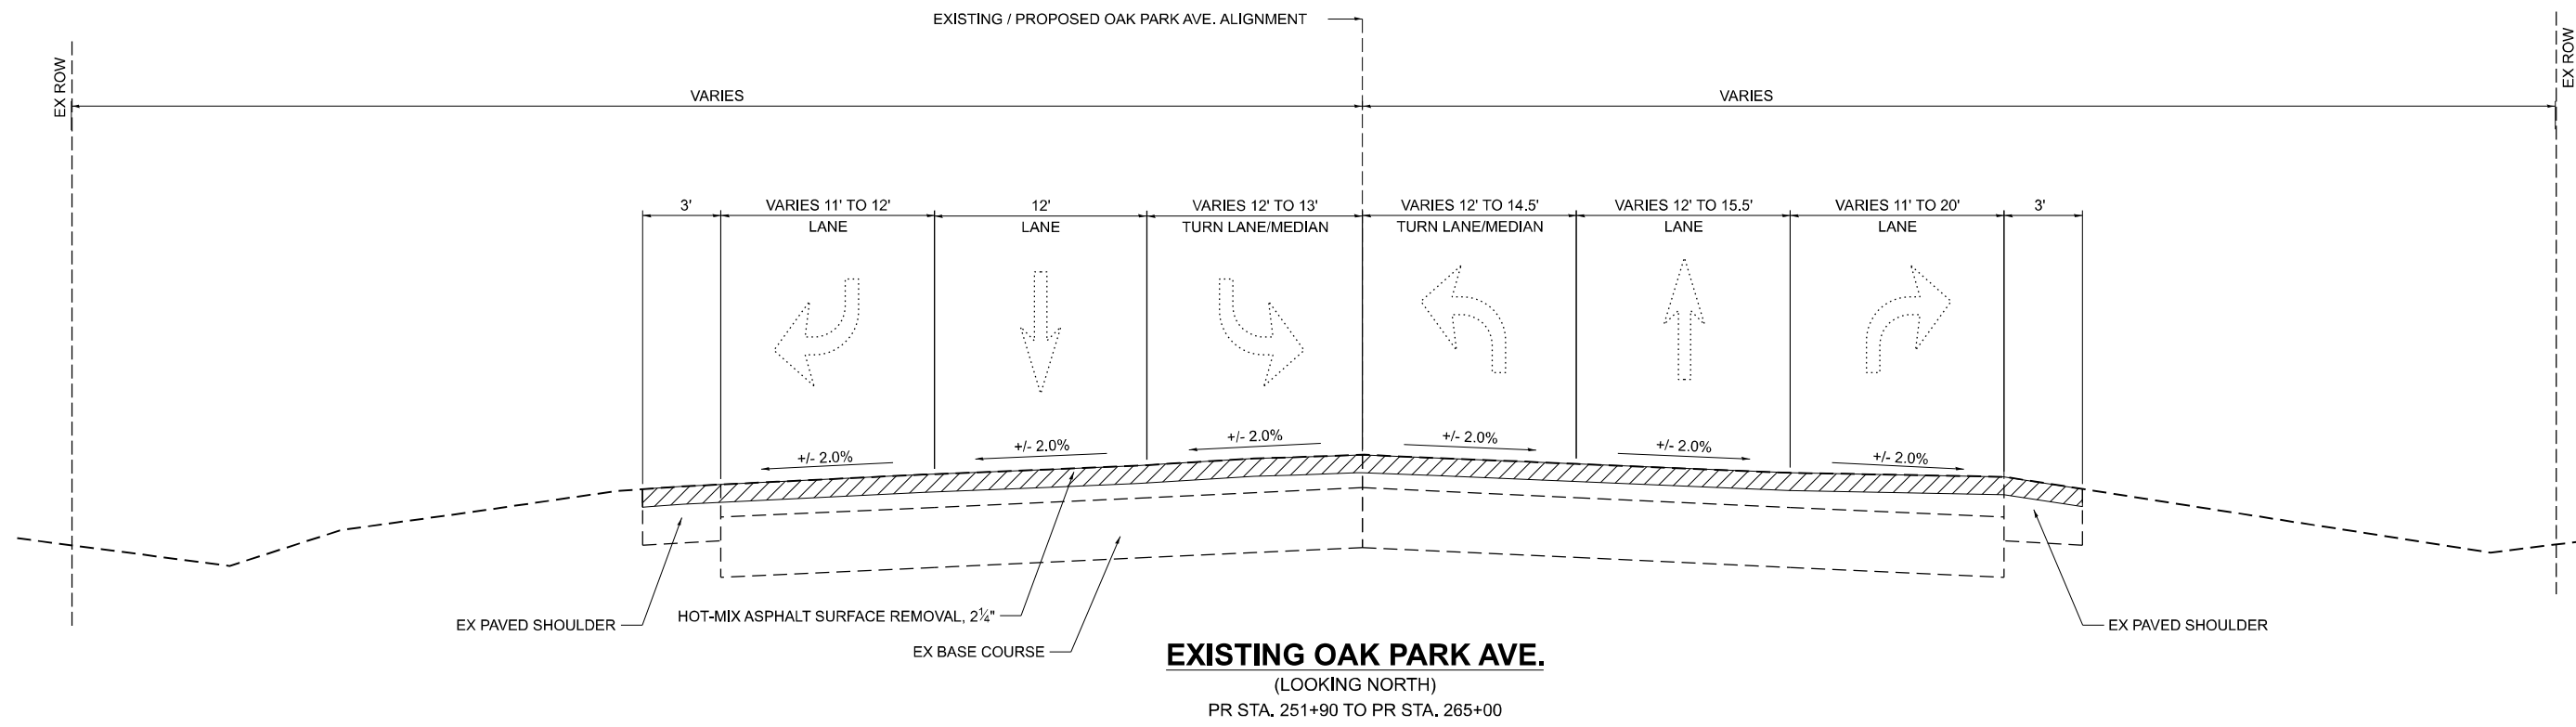 EXISTING / PROPOSED OAK PARK AVE. ALIGNMENT
EX ROW
EX ROW
VARIES
VARIES
3'
VARIES 11' TO 12'
LANE
12'
LANE
VARIES 12' TO 13'
TURN LANE/MEDIAN
VARIES 12' TO 14.5'
TURN LANE/MEDIAN
VARIES 12' TO 15.5'
LANE
VARIES 11' TO 20'
LANE
3'
+/- 2.0%
+/- 2.0%
+/- 2.0%
+/- 2.0%
+/- 2.0%
+/- 2.0%
EX PAVED SHOULDER
HOT-MIX ASPHALT SURFACE REMOVAL, 2¼"
EX BASE COURSE
EX PAVED SHOULDER
EXISTING OAK PARK AVE.
(LOOKING NORTH)
PR STA. 251+90 TO PR STA. 265+00